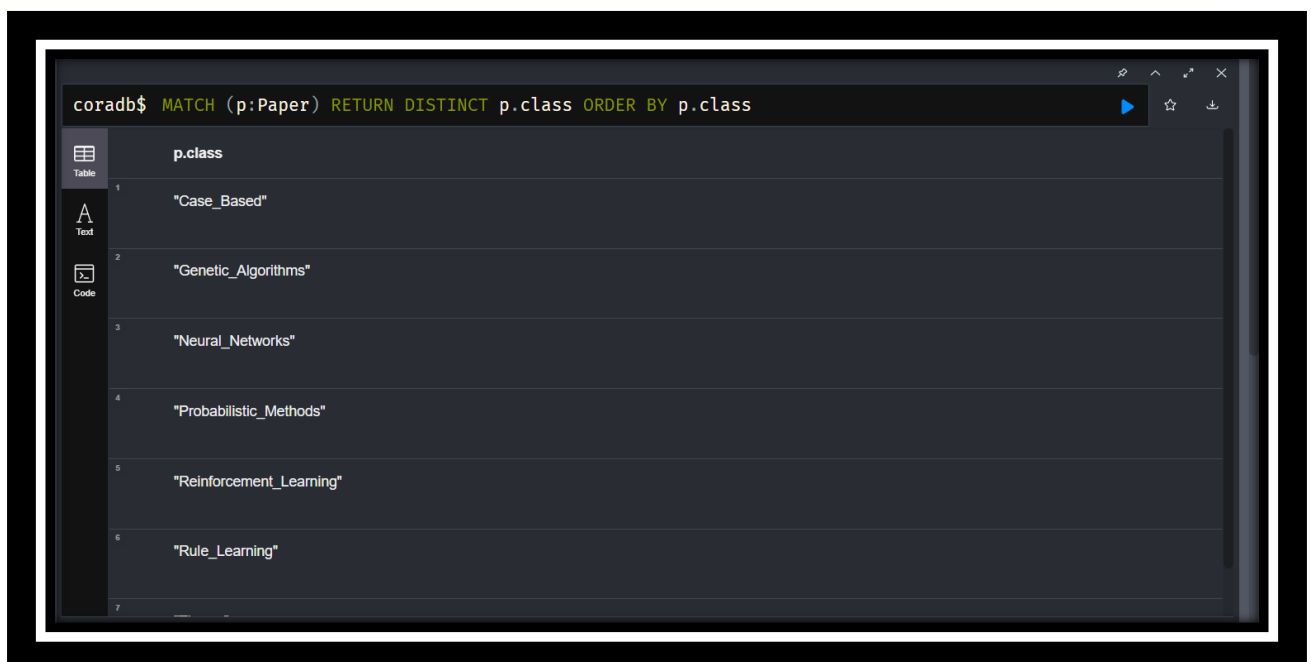 coradb$ MATCH (p:Paper) RETURN DISTINCT p.class ORDER BY p.class
Table
p.class
1
"Case_Based"
Text
2
"Genetic_Algorithms"
Code
3
"Neural_Networks"
4
"Probabilistic_Methods"
5
"Reinforcement_Learning"
6
"Rule_Learning"
7